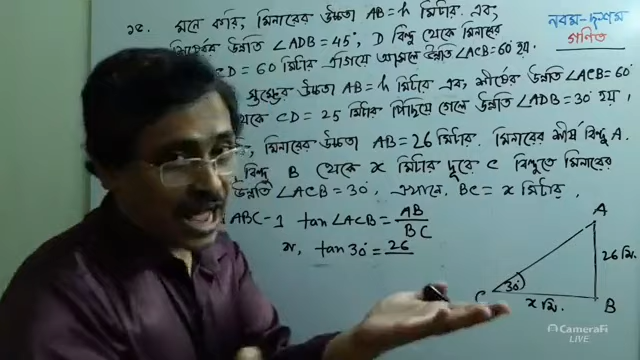 ১৫. মনে করি, মিনারের উচ্চতা AB = h মিটার এবং,
নবম-দশম
গণিত
শীর্ষের উন্নতি ∠ADB = 45°, D বিন্দু থেকে মিনারের
CD = 60 মিটার এগিয়ে আসলে উন্নতি ∠ACB = 60° হয়।
উচ্চতা AB = h মিটার এবং, শীর্ষের উন্নতি ∠ACB = 60°
থেকে CD = 25 মিটার পিছিয়ে গেলে উন্নতি ∠ADB = 30° হয়।
মিনারের উচ্চতা AB = 26 মিটার. মিনারের শীর্ষ বিন্দু A.
বিন্দু B থেকে x মিটার দূরে C বিন্দুতে মিনারের
উন্নতি ∠ACB = 30°, এখানে, BC = x মিটার,
ABC-এ tan ∠ACB = AB/BC
বা, tan 30° = 26
A
26 মি.
30°
C
x মি.
B
CameraFi
LIVE